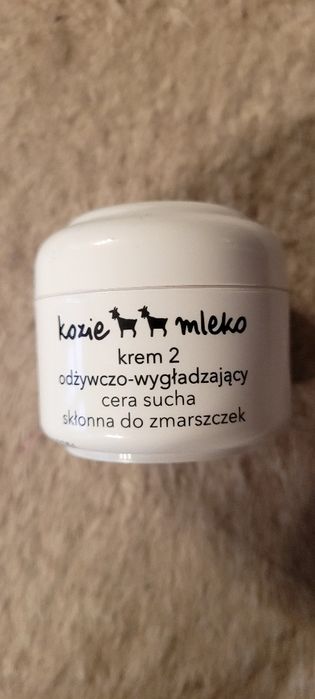 kozie mleko
krem 2
odżywczo-wygładzający
cera sucha
skłonna do zmarszczek